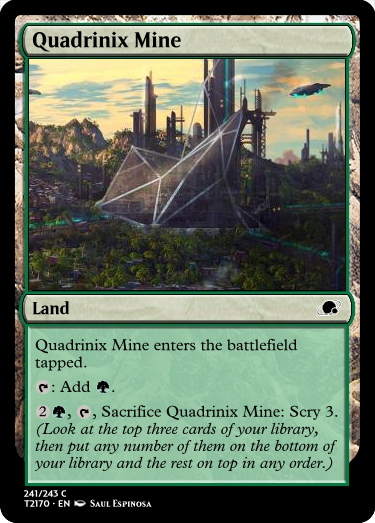 Quadrinix Mine
Land
Quadrinix Mine enters the battlefield
tapped.
: Add .
2 , , Sacrifice Quadrinix Mine: Scry 3.
(Look at the top three cards of your library,
then put any number of them on the bottom of
your library and the rest on top in any order.)
241/243 C
T2170 · EN SAUL ESPINOSA